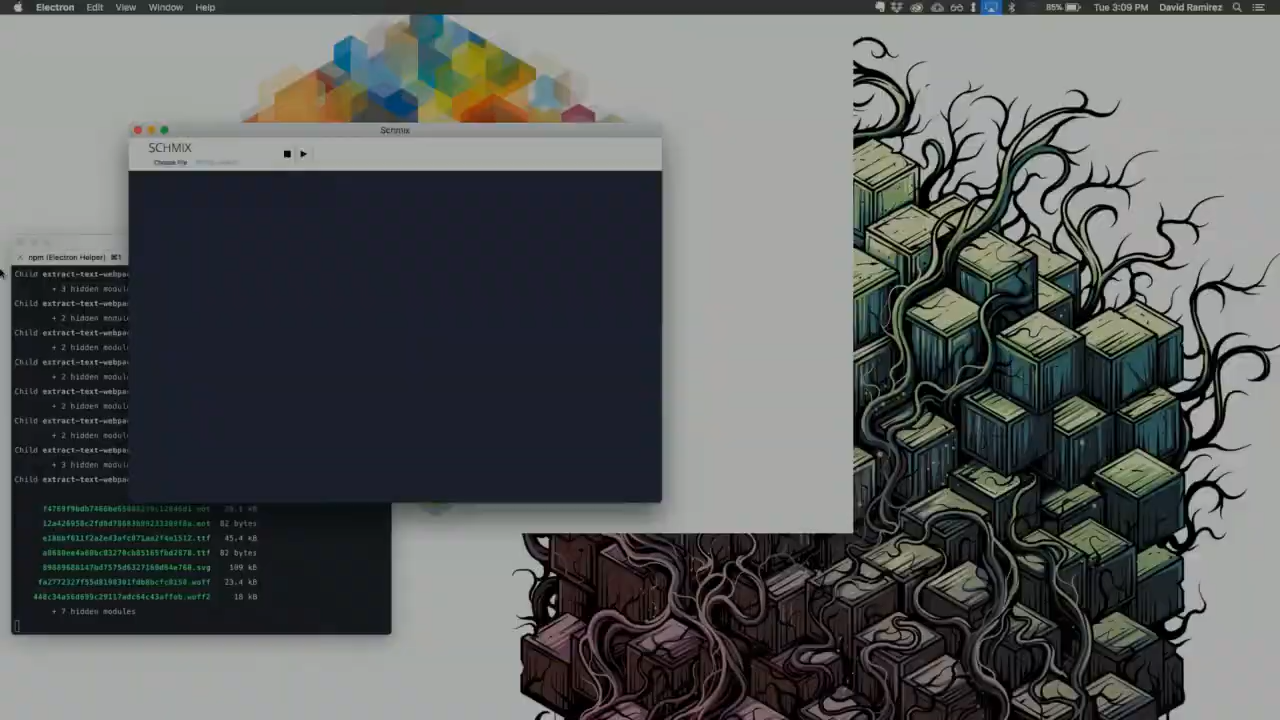 Electron Edit View Window Help
85% Tue 3:09 PM David Ramirez
Schmix
SCHMIX
Choose File
npm (Electron Helper) ⌘1
Child extract-text-webpa
+ 3 hidden modul
Child extract-text-webpa
+ 2 hidden modul
Child extract-text-webpa
+ 2 hidden modul
Child extract-text-webpa
+ 2 hidden modul
Child extract-text-webpa
+ 2 hidden modul
Child extract-text-webpa
+ 2 hidden modul
Child extract-text-webpa
+ 3 hidden modul
Child extract-text-webpa
82 bytes
45.4 kB
82 bytes
109 kB
23.4 kB
18 kB
+ 7 hidden modules